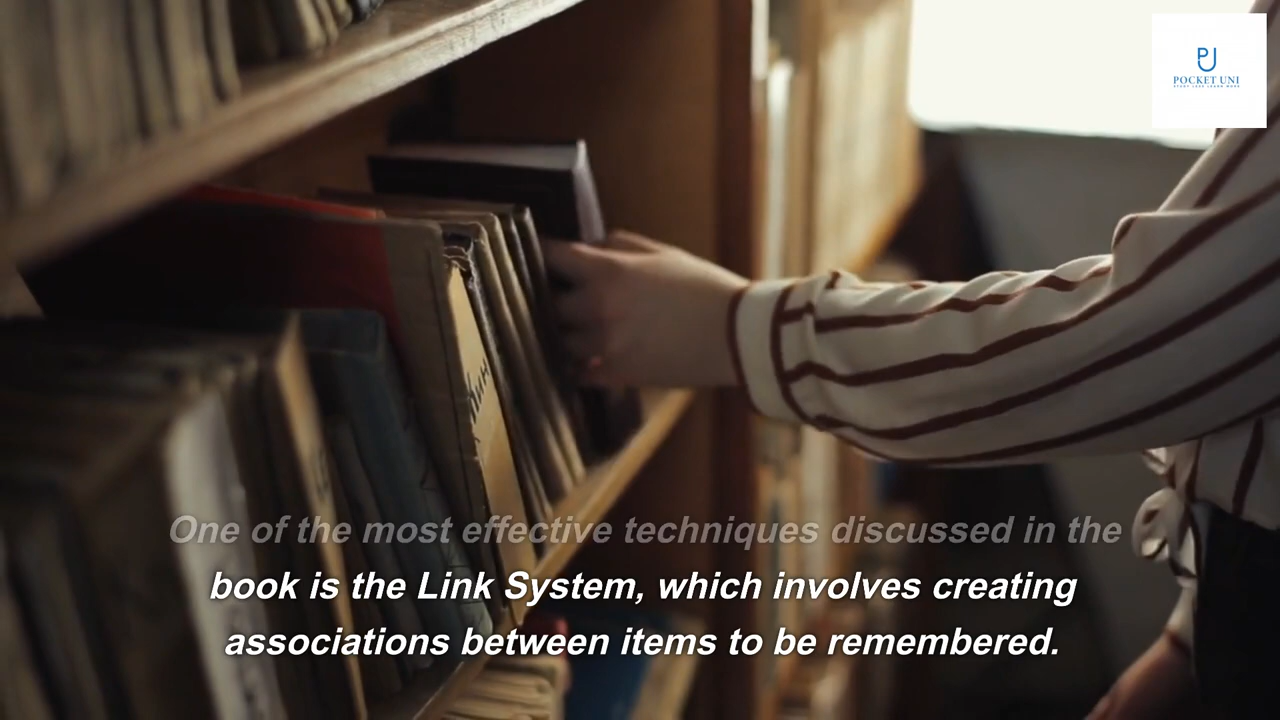 POCKET UNI
One of the most effective techniques discussed in the
book is the Link System, which involves creating
associations between items to be remembered.